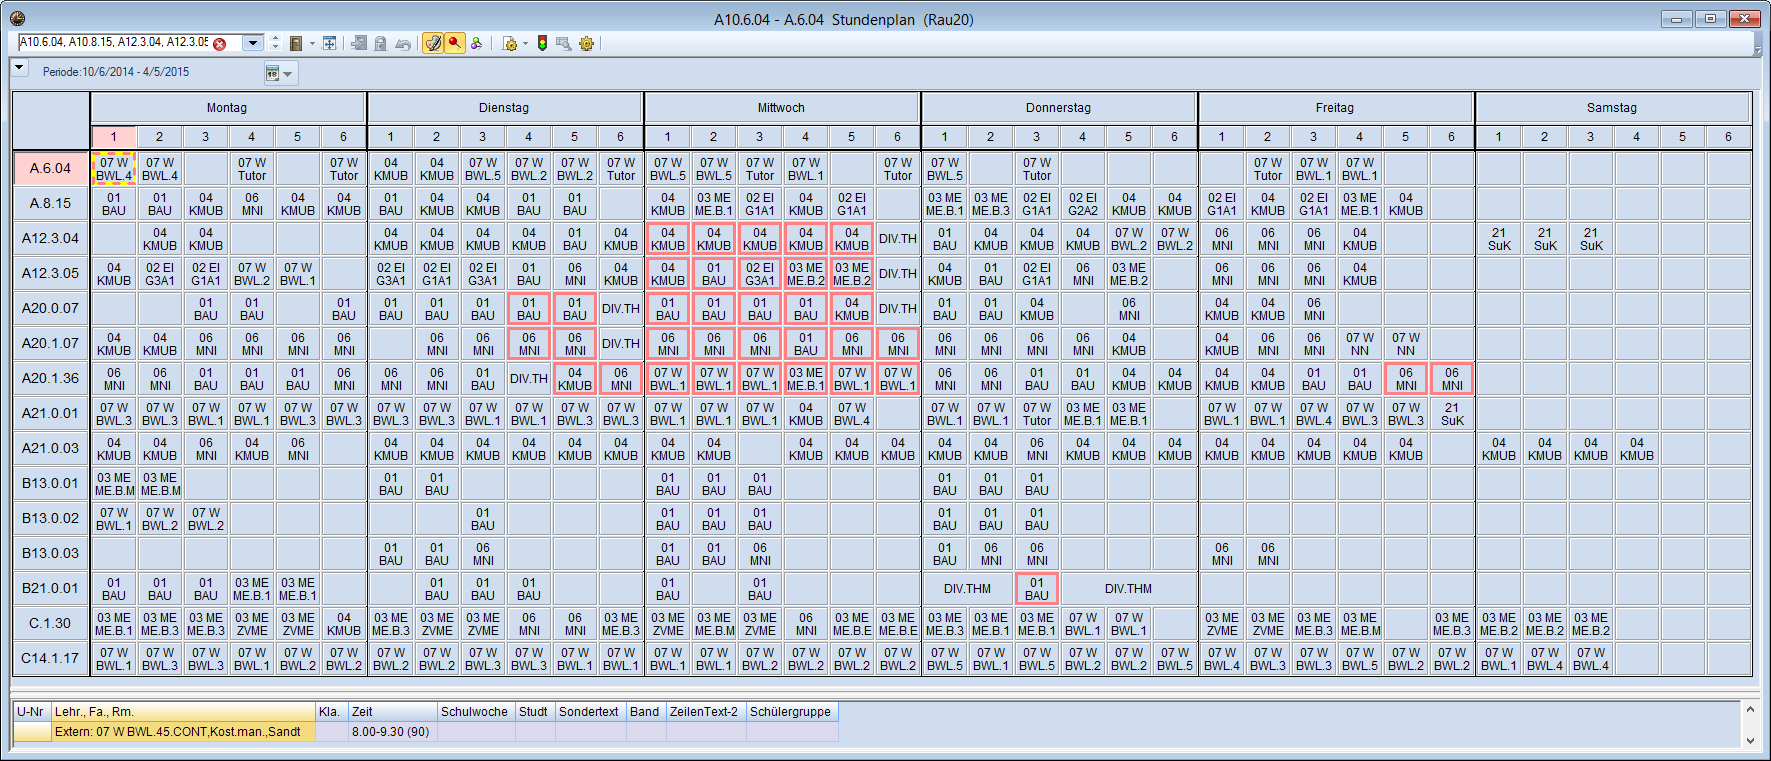 A10.6.04 - A.6.04  Stundenplan  (Rau20)
A10.6.04, A10.8.15, A12.3.04, A12.3.05
Periode:10/6/2014 - 4/5/2015
Montag Dienstag Mittwoch Donnerstag Freitag Samstag
1 2 3 4 5 6 1 2 3 4 5 6 1 2 3 4 5 6 1 2 3 4 5 6 1 2 3 4 5 6 1 2 3 4 5 6
A.6.04 07 W BWL.4 07 W BWL.4 07 W Tutor 07 W Tutor 04 KMUB 04 KMUB 07 W BWL.5 07 W BWL.2 07 W BWL.2 07 W Tutor 07 W BWL.5 07 W BWL.5 07 W Tutor 07 W BWL.1 07 W Tutor 07 W BWL.5 07 W Tutor 07 W Tutor 07 W BWL.1 07 W BWL.1
A.8.15 01 BAU 01 BAU 04 KMUB 06 MNI 04 KMUB 04 KMUB 01 BAU 04 KMUB 04 KMUB 01 BAU 01 BAU 04 KMUB 03 ME ME.B.1 02 EI G1A1 04 KMUB 02 EI G1A1 03 ME ME.B.1 03 ME ME.B.3 02 EI G1A1 02 EI G2A2 04 KMUB 04 KMUB 02 EI G1A1 04 KMUB 02 EI G1A1 03 ME ME.B.1 04 KMUB
A12.3.04 04 KMUB 04 KMUB 04 KMUB 04 KMUB 04 KMUB 04 KMUB 01 BAU 04 KMUB 04 KMUB 04 KMUB 04 KMUB 04 KMUB 04 KMUB DIV.TH 01 BAU 04 KMUB 04 KMUB 04 KMUB 07 W BWL.2 07 W BWL.2 06 MNI 06 MNI 06 MNI 04 KMUB 21 SuK 21 SuK 21 SuK
A12.3.05 04 KMUB 02 EI G3A1 02 EI G1A1 07 W BWL.2 07 W BWL.1 02 EI G3A1 02 EI G1A1 02 EI G3A1 01 BAU 06 MNI 04 KMUB 04 KMUB 01 BAU 02 EI G3A1 03 ME ME.B.2 03 ME ME.B.2 DIV.TH 04 KMUB 01 BAU 02 EI G1A1 06 MNI 03 ME ME.B.2 06 MNI 06 MNI 06 MNI 04 KMUB
A20.0.07 01 BAU 01 BAU 01 BAU 01 BAU 01 BAU 01 BAU 01 BAU 01 BAU DIV.TH 01 BAU 01 BAU 01 BAU 01 BAU 04 KMUB DIV.TH 01 BAU 01 BAU 04 KMUB 06 MNI 04 KMUB 04 KMUB 06 MNI
A20.1.07 04 KMUB 04 KMUB 06 MNI 06 MNI 06 MNI 06 MNI 06 MNI 06 MNI 06 MNI 06 MNI DIV.TH 06 MNI 06 MNI 06 MNI 01 BAU 06 MNI 06 MNI 06 MNI 06 MNI 06 MNI 06 MNI 04 KMUB 04 KMUB 06 MNI 06 MNI 07 W NN 07 W NN
A20.1.36 06 MNI 06 MNI 01 BAU 01 BAU 01 BAU 06 MNI 06 MNI 06 MNI 01 BAU DIV.TH 04 KMUB 06 MNI 07 W BWL.1 07 W BWL.1 07 W BWL.1 03 ME ME.B.1 07 W BWL.1 07 W BWL.1 06 MNI 06 MNI 01 BAU 01 BAU 04 KMUB 04 KMUB 04 KMUB 04 KMUB 01 BAU 01 BAU 06 MNI 06 MNI
A21.0.01 07 W BWL.3 07 W BWL.1 07 W BWL.3 07 W BWL.1 07 W BWL.3 07 W BWL.3 07 W BWL.3 07 W BWL.1 07 W BWL.3 07 W BWL.1 07 W BWL.3 07 W BWL.3 07 W BWL.1 07 W BWL.1 07 W BWL.1 04 KMUB 07 W BWL.4 07 W BWL.1 07 W BWL.1 07 W Tutor 03 ME ME.B.1 03 ME ME.B.1 07 W BWL.1 07 W BWL.1 07 W BWL.4 07 W BWL.3 07 W BWL.3 21 SuK
A21.0.03 04 KMUB 04 KMUB 06 MNI 04 KMUB 06 MNI 04 KMUB 04 KMUB 04 KMUB 04 KMUB 04 KMUB 04 KMUB 04 KMUB 04 KMUB 04 KMUB 04 KMUB 04 KMUB 04 KMUB 04 KMUB 06 MNI 04 KMUB 04 KMUB 04 KMUB 04 KMUB 04 KMUB 04 KMUB 04 KMUB 04 KMUB 04 KMUB 04 KMUB 04 KMUB 04 KMUB
B13.0.01 03 ME ME.B.M 03 ME ME.B.M 01 BAU 01 BAU 01 BAU 01 BAU 01 BAU 01 BAU 01 BAU 01 BAU
B13.0.02 07 W BWL.1 07 W BWL.2 07 W BWL.2 01 BAU 01 BAU 01 BAU 01 BAU 01 BAU 01 BAU 01 BAU
B13.0.03 01 BAU 01 BAU 06 MNI 01 BAU 01 BAU 06 MNI 01 BAU 06 MNI 06 MNI 06 MNI 06 MNI
B21.0.01 01 BAU 01 BAU 01 BAU 03 ME ME.B.1 03 ME ME.B.1 01 BAU 01 BAU 01 BAU 01 BAU 01 BAU DIV.THM 01 BAU DIV.THM
C.1.30 03 ME ME.B.1 03 ME ME.B.3 03 ME ME.B.3 03 ME ZVME 03 ME ZVME 04 KMUB 03 ME ME.B.3 03 ME ZVME 03 ME ZVME 06 MNI 06 MNI 03 ME ME.B.3 03 ME ZVME 03 ME ME.B.M 03 ME ME.B.M 06 MNI 03 ME ME.B.E 03 ME ME.B.E 03 ME ME.B.3 03 ME ME.B.1 03 ME ME.B.1 07 W BWL.1 07 W BWL.1 03 ME ZVME 03 ME ZVME 03 ME ME.B.3 03 ME ME.B.M 03 ME ME.B.3 03 ME ME.B.2 03 ME ME.B.2 03 ME ME.B.2
C14.1.17 07 W BWL.1 07 W BWL.3 07 W BWL.3 07 W BWL.1 07 W BWL.2 07 W BWL.2 07 W BWL.2 07 W BWL.2 07 W BWL.3 07 W BWL.3 07 W BWL.1 07 W BWL.1 07 W BWL.1 07 W BWL.1 07 W BWL.2 07 W BWL.2 07 W BWL.2 07 W BWL.2 07 W BWL.5 07 W BWL.1 07 W BWL.5 07 W BWL.2 07 W BWL.2 07 W BWL.5 07 W BWL.4 07 W BWL.3 07 W BWL.3 07 W BWL.5 07 W BWL.2 07 W BWL.2 07 W BWL.1 07 W BWL.4 07 W BWL.4
U-Nr Lehr., Fa., Rm. Kla. Zeit Schulwoche Studt Sondertext Band ZeilenText-2 Schülergruppe
Extern: 07 W BWL.45.CONT,Kost.man.,Sandt 8.00-9.30 (90)